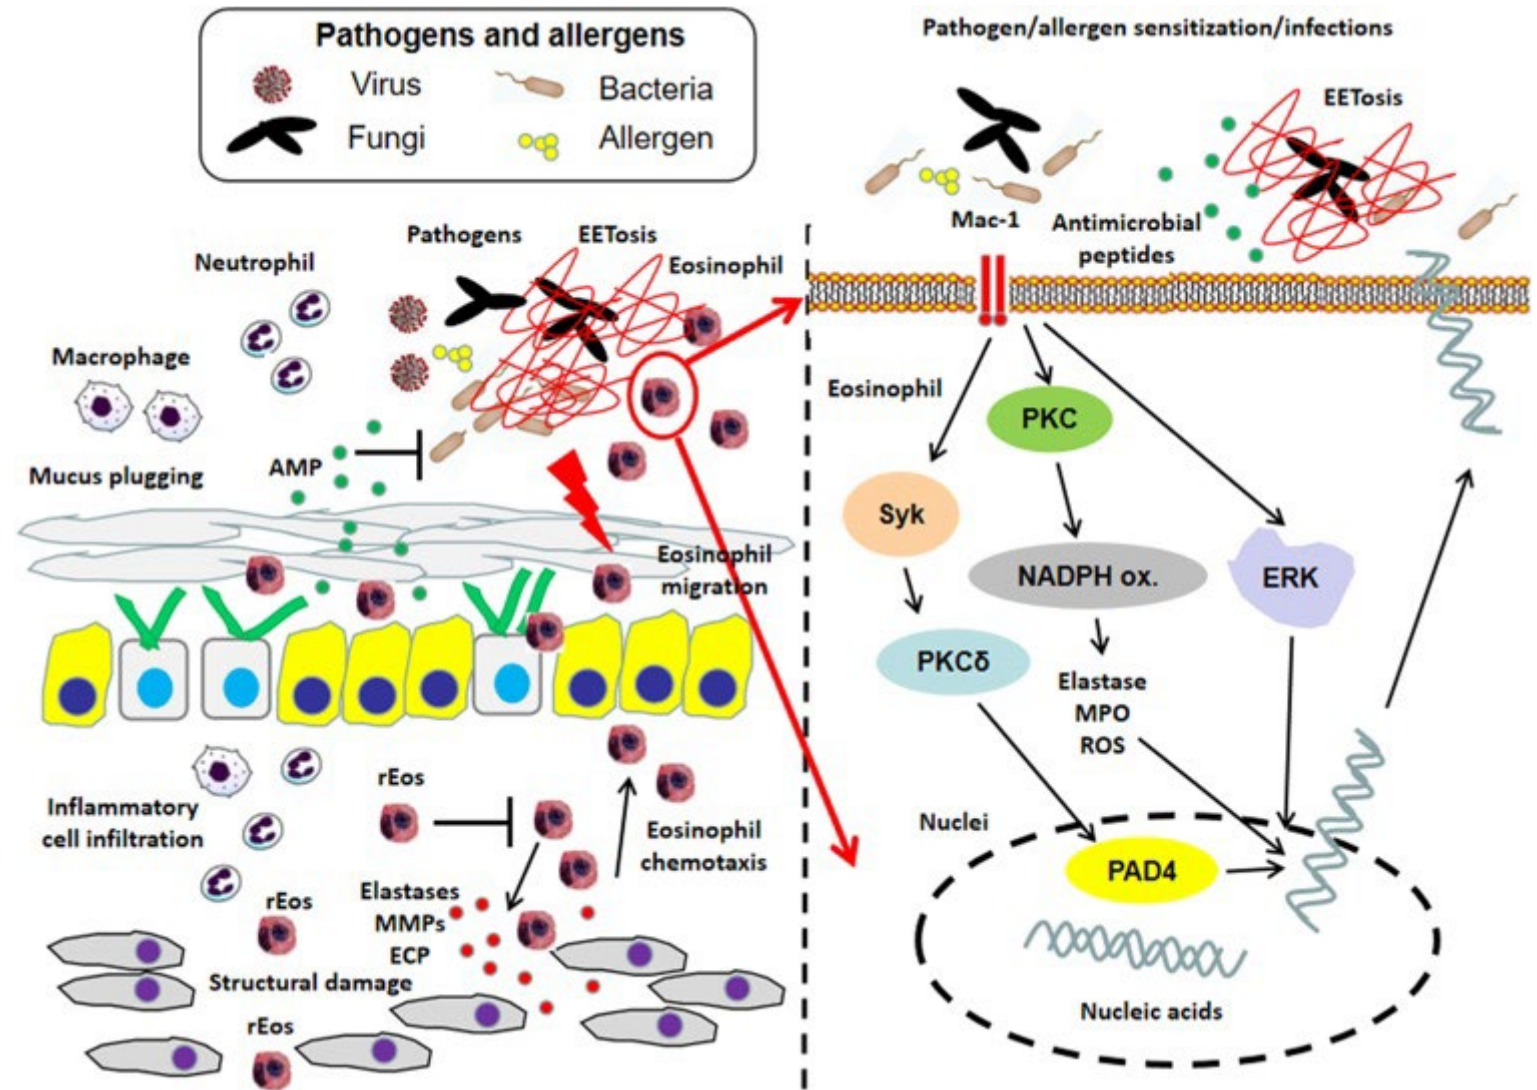 Pathogens and allergens
Virus
Bacteria
Fungi
Allergen
Pathogens
EETosis
Neutrophil
Eosinophil
Macrophage
AMP
Mucus plugging
Eosinophil
migration
rEos
Inflammatory
cell infiltration
Eosinophil
chemotaxis
rEos
Elastases
MMPs
ECP
Structural damage
rEos
Pathogen/allergen sensitization/infections
EETosis
Mac-1
Antimicrobial
peptides
Eosinophil
PKC
Syk
NADPH ox.
ERK
PKCδ
Elastase
MPO
ROS
Nuclei
PAD4
Nucleic acids